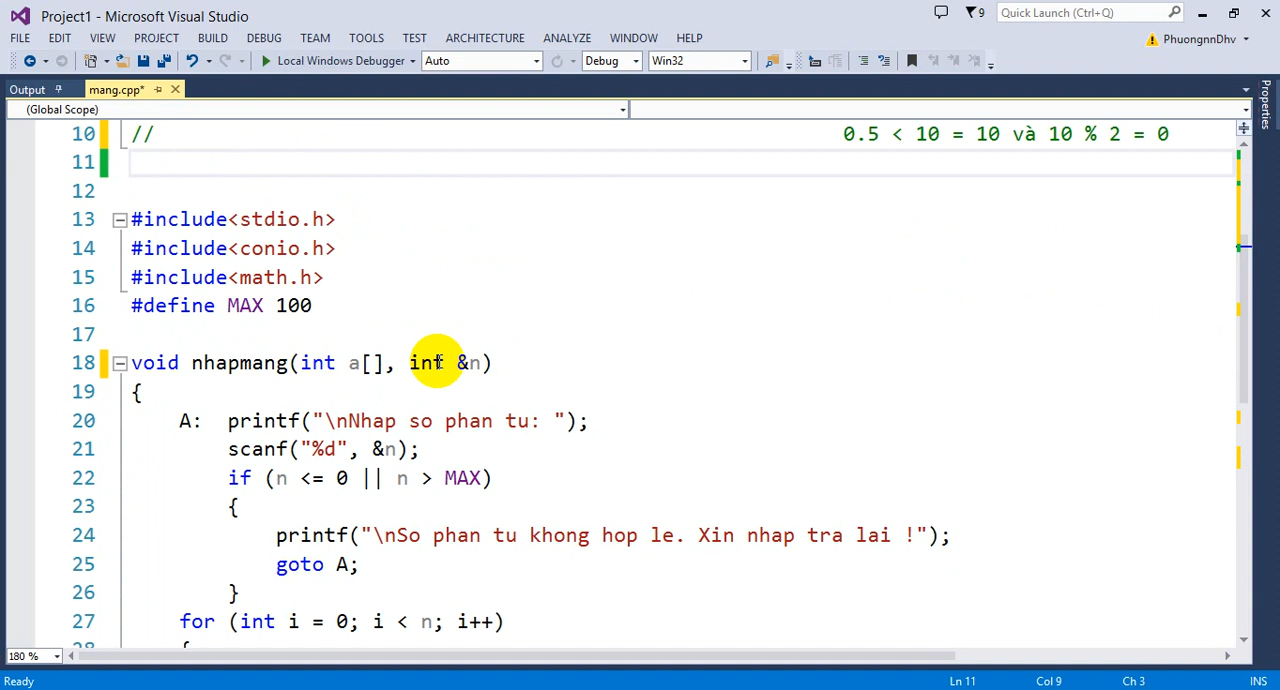 Project1 - Microsoft Visual Studio
9
Quick Launch (Ctrl+Q)
FILE EDIT VIEW PROJECT BUILD DEBUG TEAM TOOLS TEST ARCHITECTURE ANALYZE WINDOW HELP
PhuongnnDhv
Local Windows Debugger Auto Debug Win32
Output mang.cpp*
(Global Scope)
Properties
10 // 0.5 < 10 = 10 và 10 % 2 = 0
11
12
13 #include<stdio.h>
14 #include<conio.h>
15 #include<math.h>
16 #define MAX 100
17
18 void nhapmang(int a[], int &n)
19 {
20 A: printf("\nNhap so phan tu: ");
21 scanf("%d", &n);
22 if (n <= 0 || n > MAX)
23 {
24 printf("\nSo phan tu khong hop le. Xin nhap tra lai !");
25 goto A;
26 }
27 for (int i = 0; i < n; i++)
180 %
Ready Ln 11 Col 9 Ch 3 INS